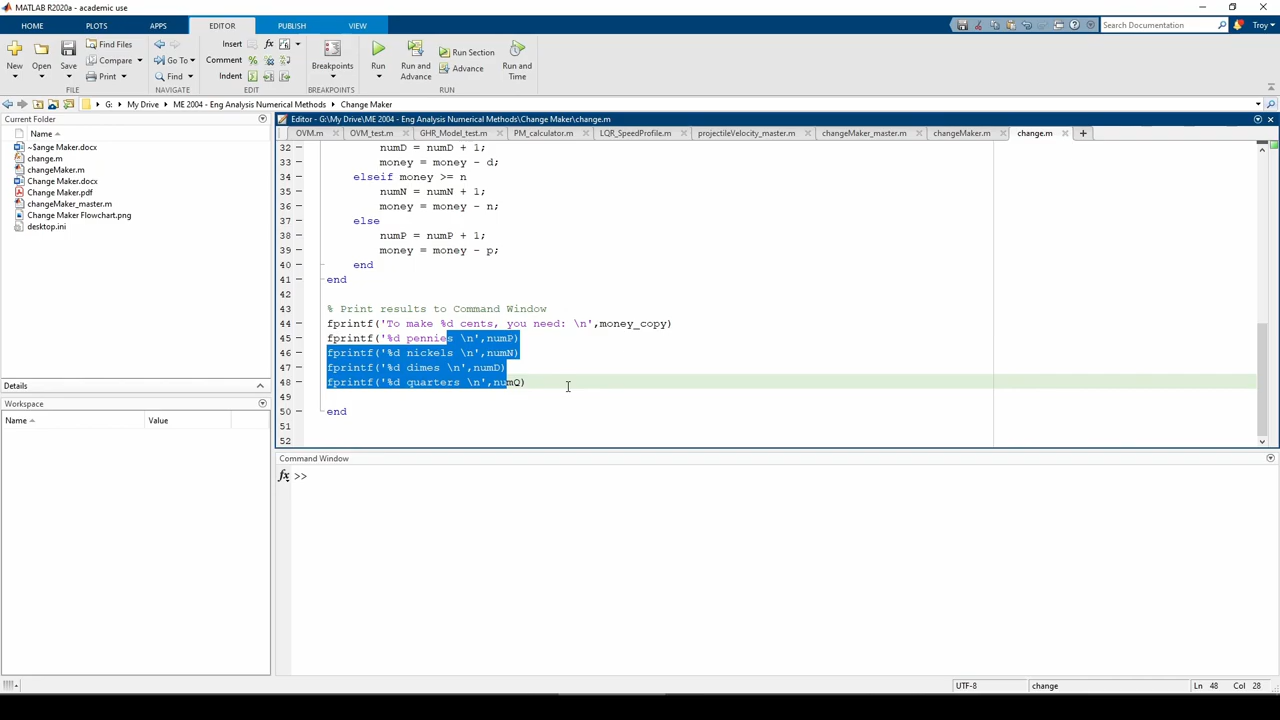 MATLAB R2020a - academic use
HOME PLOTS APPS EDITOR PUBLISH VIEW
Search Documentation Troy
New Open Save
Find Files
Compare
Print
Go To
Find
Insert fx
Comment
Indent
Breakpoints
Run
Run and Advance
Run Section
Advance
Run and Time
FILE NAVIGATE EDIT BREAKPOINTS RUN
G: My Drive ME 2004 - Eng Analysis Numerical Methods Change Maker
Current Folder
Name
~$ange Maker.docx
change.m
changeMaker.m
Change Maker.docx
Change Maker.pdf
changeMaker_master.m
Change Maker Flowchart.png
desktop.ini
Details
Workspace
Name Value
Editor - G:\My Drive\ME 2004 - Eng Analysis Numerical Methods\Change Maker\change.m
OVM.m OVM_test.m GHR_Model_test.m PM_calculator.m LQR_SpeedProfile.m projectileVelocity_master.m changeMaker_master.m changeMaker.m change.m
32 numD = numD + 1;
33 money = money - d;
34 elseif money >= n
35 numN = numN + 1;
36 money = money - n;
37 else
38 numP = numP + 1;
39 money = money - p;
40 end
41 end
42
43 % Print results to Command Window
44 fprintf('To make %d cents, you need: \n',money_copy)
45 fprintf('%d pennies \n',numP)
46 fprintf('%d nickels \n',numN)
47 fprintf('%d dimes \n',numD)
48 fprintf('%d quarters \n',numQ)
49
50 end
51
52
Command Window
fx >>
UTF-8 change Ln 48 Col 28